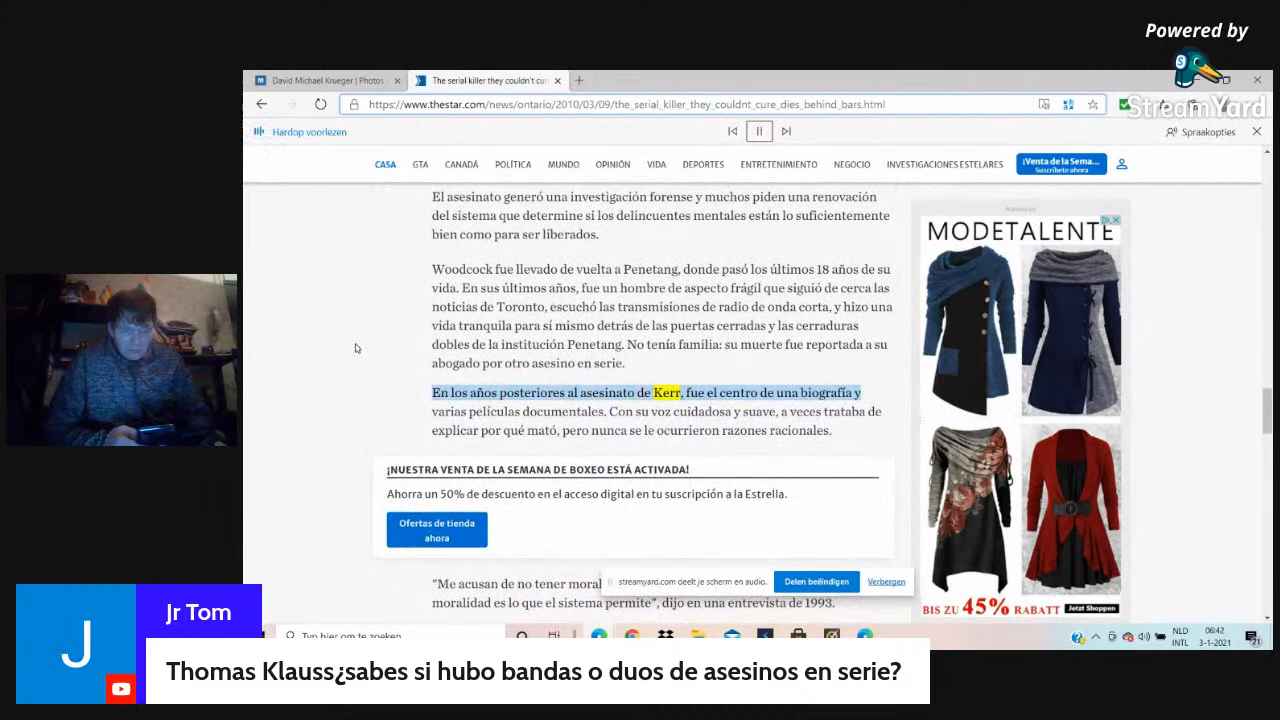 Powered by
StreamYard
David Michael Krueger | Photos
The serial killer they couldn't cu
https://www.thestar.com/news/ontario/2010/03/09/the_serial_killer_they_couldnt_cure_dies_behind_bars.html
Hardop voorlezen
Spraakopties
CASA GTA CANADÁ POLÍTICA MUNDO OPINIÓN VIDA DEPORTES ENTRETENIMIENTO NEGOCIO INVESTIGACIONES ESTELARES
¡Venta de la Sema...
Suscríbete ahora
El asesinato generó una investigación forense y muchos piden una renovación
del sistema que determine si los delincuentes mentales están lo suficientemente
bien como para ser liberados.
Woodcock fue llevado de vuelta a Penetang, donde pasó los últimos 18 años de su
vida. En sus últimos años, fue un hombre de aspecto frágil que siguió de cerca las
noticias de Toronto, escuchó las transmisiones de radio de onda corta, y hizo una
vida tranquila para sí mismo detrás de las puertas cerradas y las cerraduras
dobles de la institución Penetang. No tenía familia: su muerte fue reportada a su
abogado por otro asesino en serie.
En los años posteriores al asesinato de Kerr, fue el centro de una biografía y
varias películas documentales. Con su voz cuidadosa y suave, a veces trataba de
explicar por qué mató, pero nunca se le ocurrieron razones racionales.
¡NUESTRA VENTA DE LA SEMANA DE BOXEO ESTÁ ACTIVADA!
Ahorra un 50% de descuento en el acceso digital en tu suscripción a la Estrella.
Ofertas de tienda
ahora
"Me acusan de no tener moral
moralidad es lo que el sistema permite", dijo en una entrevista de 1993.
MODETALENTE
BIS ZU 45% RABATT
Jetzt Shoppen
streamyard.com deelt je scherm en audio.
Delen beëindigen
Verbergen
Typ hier om te zoeken
NLD
INTL
06:42
3-1-2021
21
J
Jr Tom
Thomas Klauss¿sabes si hubo bandas o duos de asesinos en serie?